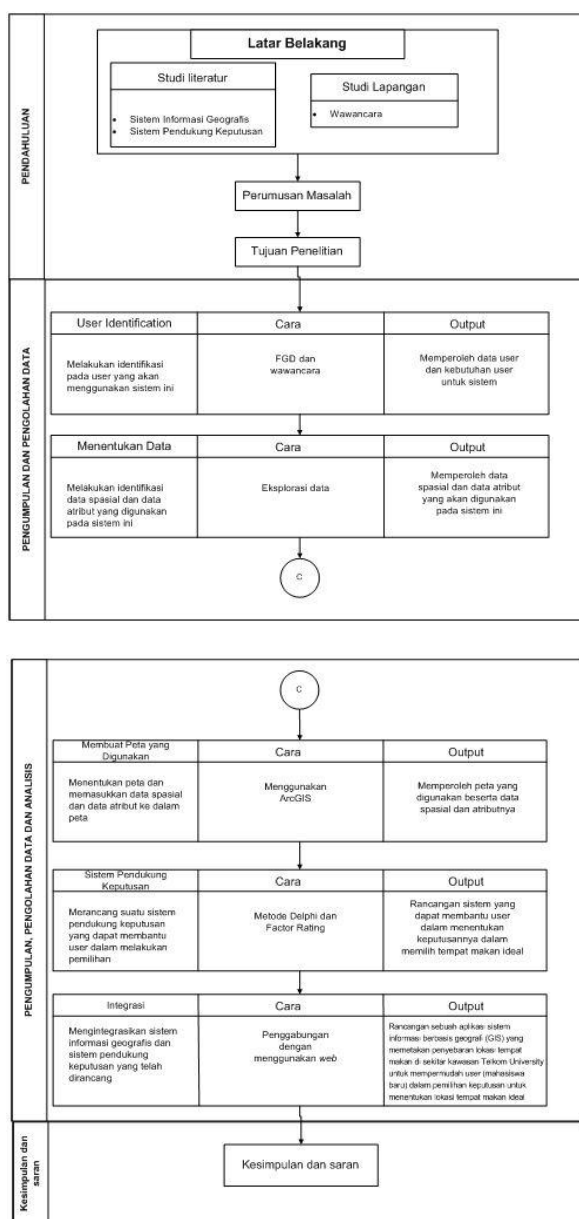 PENDAHULUAN
Latar Belakang
Studi literatur
• Sistem Informasi Geografis
• Sistem Pendukung Keputusan
Studi Lapangan
• Wawancara
Perumusan Masalah
Tujuan Penelitian
PENGUMPULAN DAN PENGOLAHAN DATA
User Identification
Cara
Output
Melakukan identifikasi
pada user yang akan
menggunakan sistem ini
FGD dan
wawancara
Memperoleh data user
dan kebutuhan user
untuk sistem
Menentukan Data
Cara
Output
Melakukan identifikasi
data spasial dan data
atribut yang digunakan
pada sistem ini
Eksplorasi data
Memperoleh data
spasial dan data atribut
yang akan digunakan
pada sistem ini
C
PENGUMPULAN, PENGOLAHAN DATA DAN ANALISIS
C
Membuat Peta yang
Digunakan
Cara
Output
Menentukan peta dan
memasukkan data spasial
dan data atribut ke dalam
peta
Menggunakan
ArcGIS
Memperoleh peta yang
digunakan beserta data
spasial dan atributnya
Sistem Pendukung
Keputusan
Cara
Output
Merancang suatu sistem
pendukung keputusan
yang dapat membantu
user dalam melakukan
pemilihan
Metode Delphi dan
Factor Rating
Rancangan sistem yang
dapat membantu user
dalam menentukan
keputusannya dalam
memilih tempat makan ideal
Integrasi
Cara
Output
Mengintegrasikan sistem
informasi geografis dan
sistem pendukung
keputusan yang telah
dirancang
Penggabungan
dengan
menggunakan web
Rancangan sebuah aplikasi sistem
informasi berbasis geografi (GIS) yang
memetakan penyebaran lokasi tempat
makan di sekitar kawasan Telkom University
untuk mempermudah user (mahasiswa
baru) dalam pemilihan keputusan untuk
menentukan lokasi tempat makan ideal
Kesimpulan dan
saran
Kesimpulan dan saran